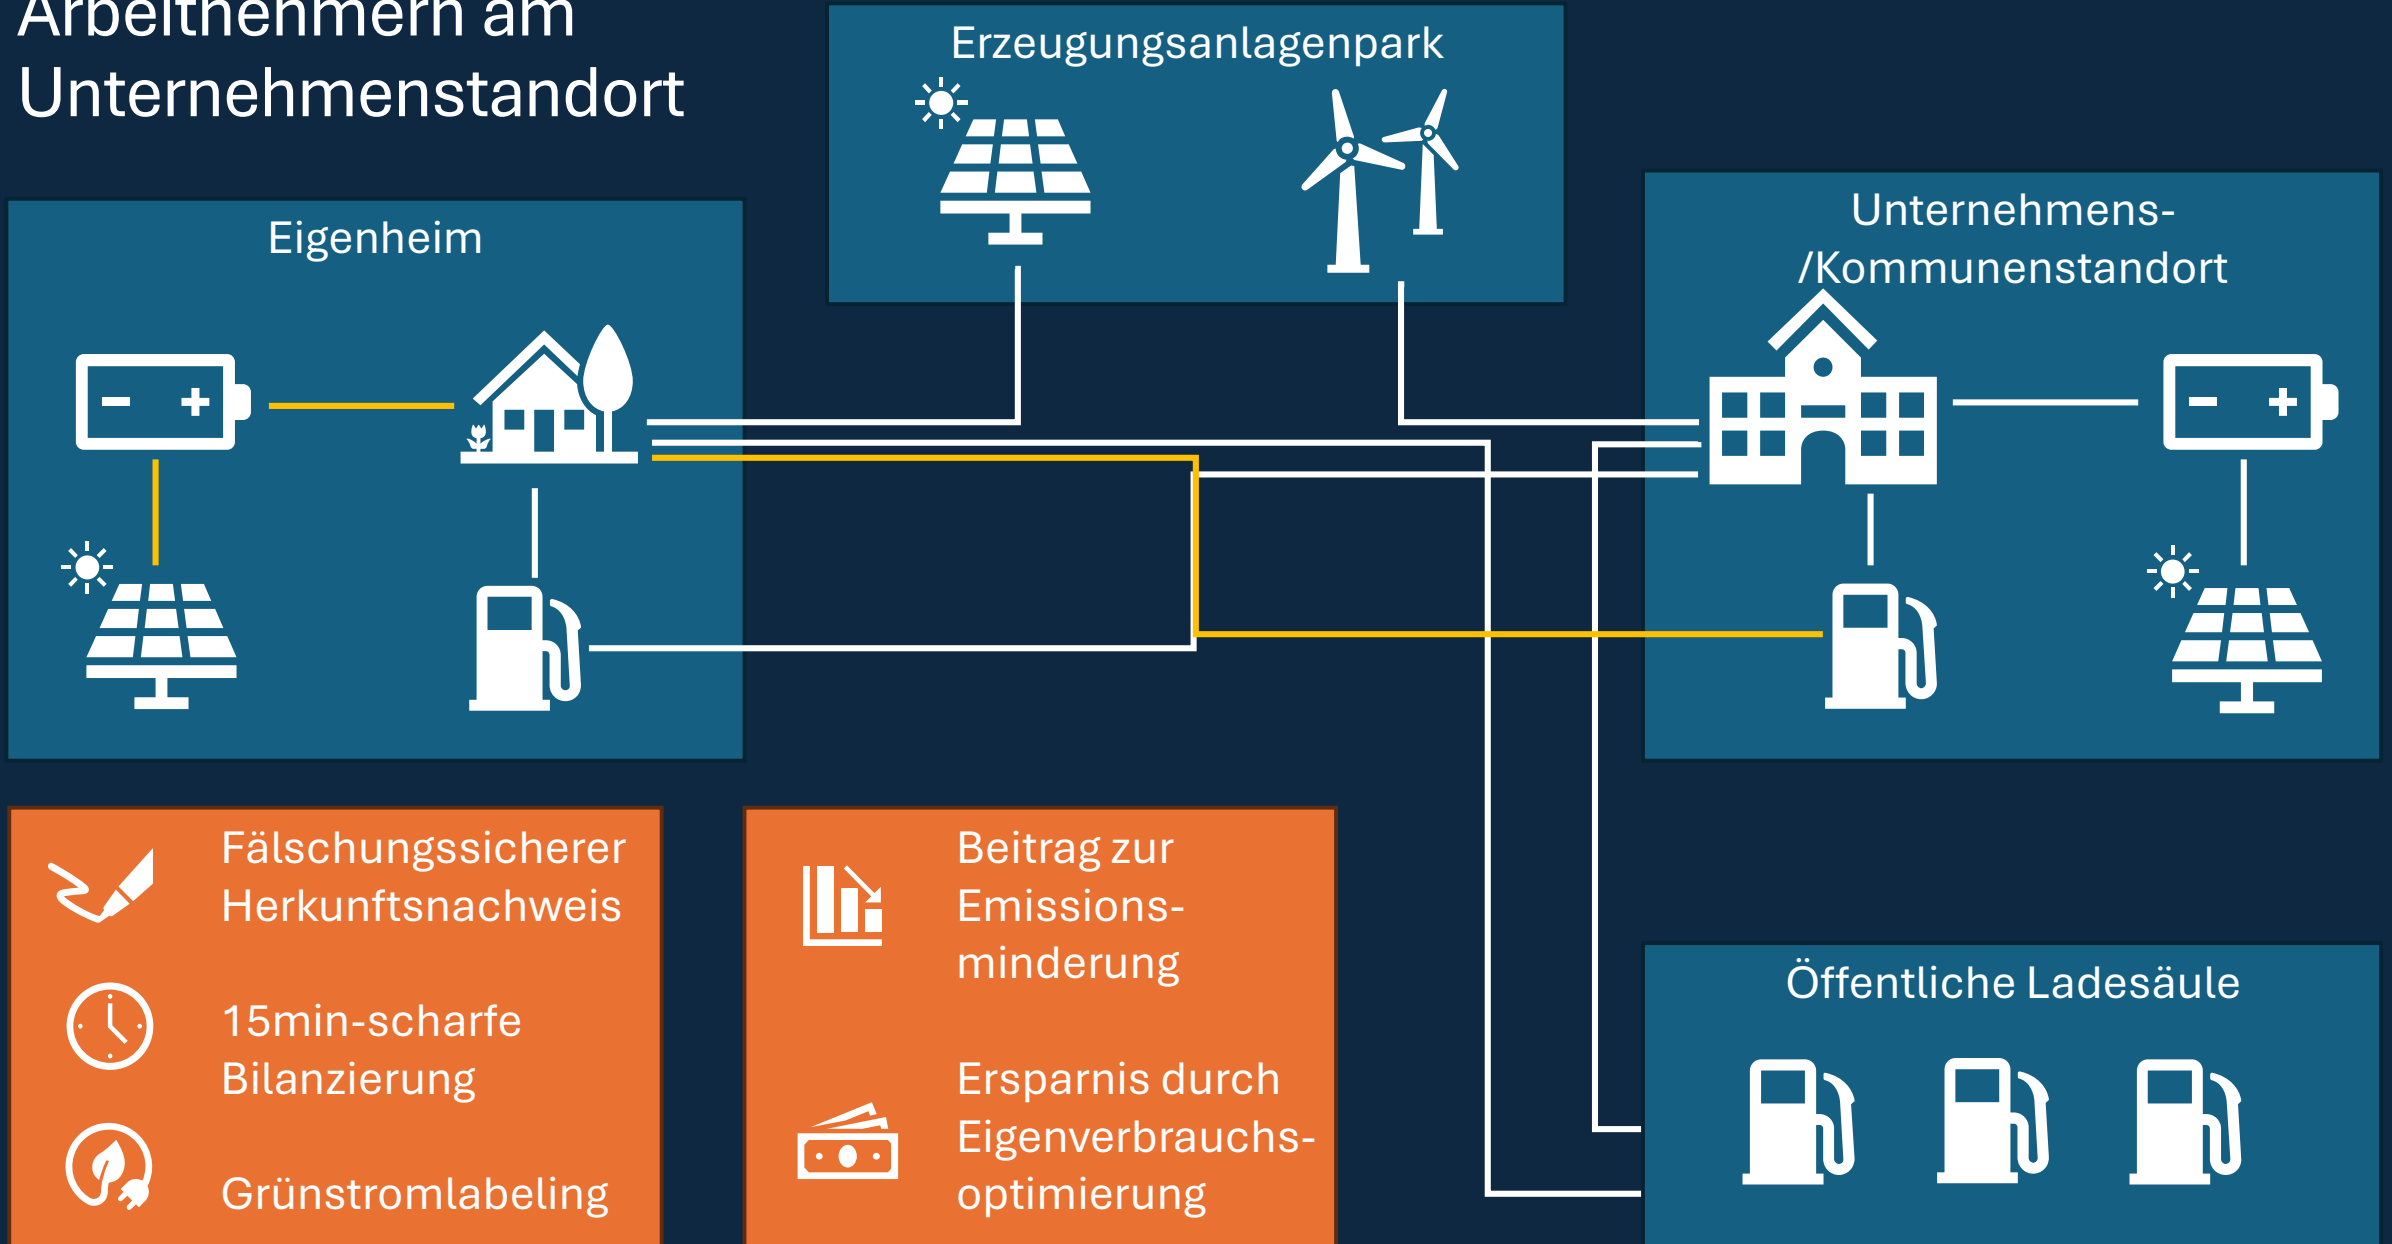 Arbeitnehmern am
Unternehmenstandort
Erzeugungsanlagenpark
Eigenheim
Unternehmens-
/Kommunenstandort
Fälschungssicherer
Herkunftsnachweis
15min-scharfe
Bilanzierung
Grünstromlabeling
Beitrag zur
Emissions-
minderung
Ersparnis durch
Eigenverbrauchs-
optimierung
Öffentliche Ladesäule